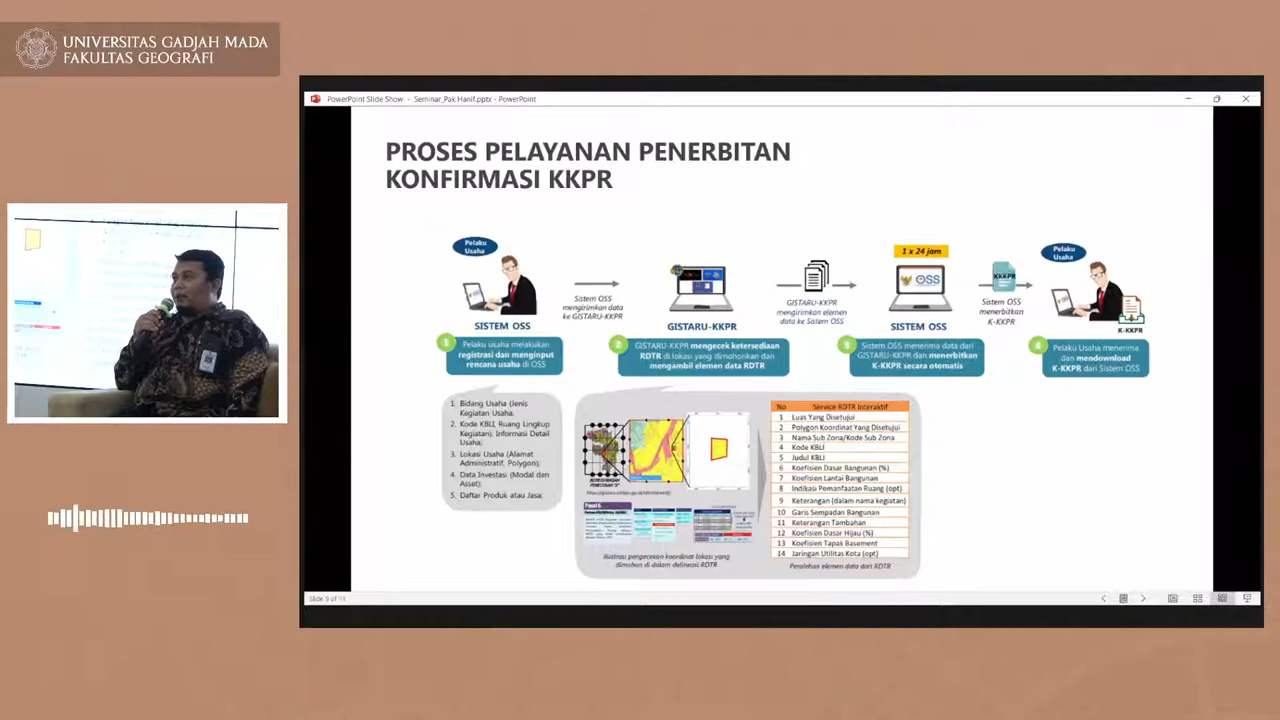 UNIVERSITAS GADJAH MADA
FAKULTAS GEOGRAFI
PowerPoint Slide Show - Seminar_Pak Hanif.pptx - PowerPoint
PROSES PELAYANAN PENERBITAN
KONFIRMASI KKPR
Pelaku
Usaha
Sistem OSS
mengirimkan data
ke GISTARU-KKPR
SISTEM OSS
1
Pelaku usaha melakukan
registrasi dan menginput
rencana usaha di OSS
GISTARU-KKPR
2
GISTARU-KKPR mengecek ketersediaan
RDTR di lokasi yang dimohonkan dan
mengambil elemen data RDTR
GISTARU-KKPR
mengirimkan elemen
data ke Sistem OSS
1 x 24 jam
OSS
SISTEM OSS
3
Sistem OSS menerima data dari
GISTARU-KKPR dan menerbitkan
K-KKPR secara otomatis
KKKPR
Sistem OSS
menerbitkan
K-KKPR
Pelaku
Usaha
K-KKPR
4
Pelaku Usaha menerima
dan mendownload
K-KKPR dari Sistem OSS
1. Bidang Usaha (Jenis
Kegiatan Usaha,
2. Kode KBLI, Ruang Lingkup
Kegiatan), Informasi Detail
Usaha;
3. Lokasi Usaha (Alamat
Administratif, Polygon);
4. Data Investasi (Modal dan
Asset);
5. Daftar Produk atau Jasa;
Ilustrasi pengecekan koordinat lokasi yang
dimohon di dalam delineasi RDTR
No Service RDTR Interaktif
1 Luas Yang Disetujui
2 Polygon Koordinat Yang Disetujui
3 Nama Sub Zona/Kode Sub Zona
4 Kode KBLI
5 Judul KBLI
6 Koefisien Dasar Bangunan (%)
7 Koefisien Lantai Bangunan
8 Indikasi Pemanfaatan Ruang (opt)
9 Keterangan (dalam nama kegiatan)
10 Garis Sempadan Bangunan
11 Keterangan Tambahan
12 Koefisien Dasar Hijau (%)
13 Koefisien Tapak Basement
14 Jaringan Utilitas Kota (opt)
Perolehan elemen data dari RDTR
Slide 9 of 11